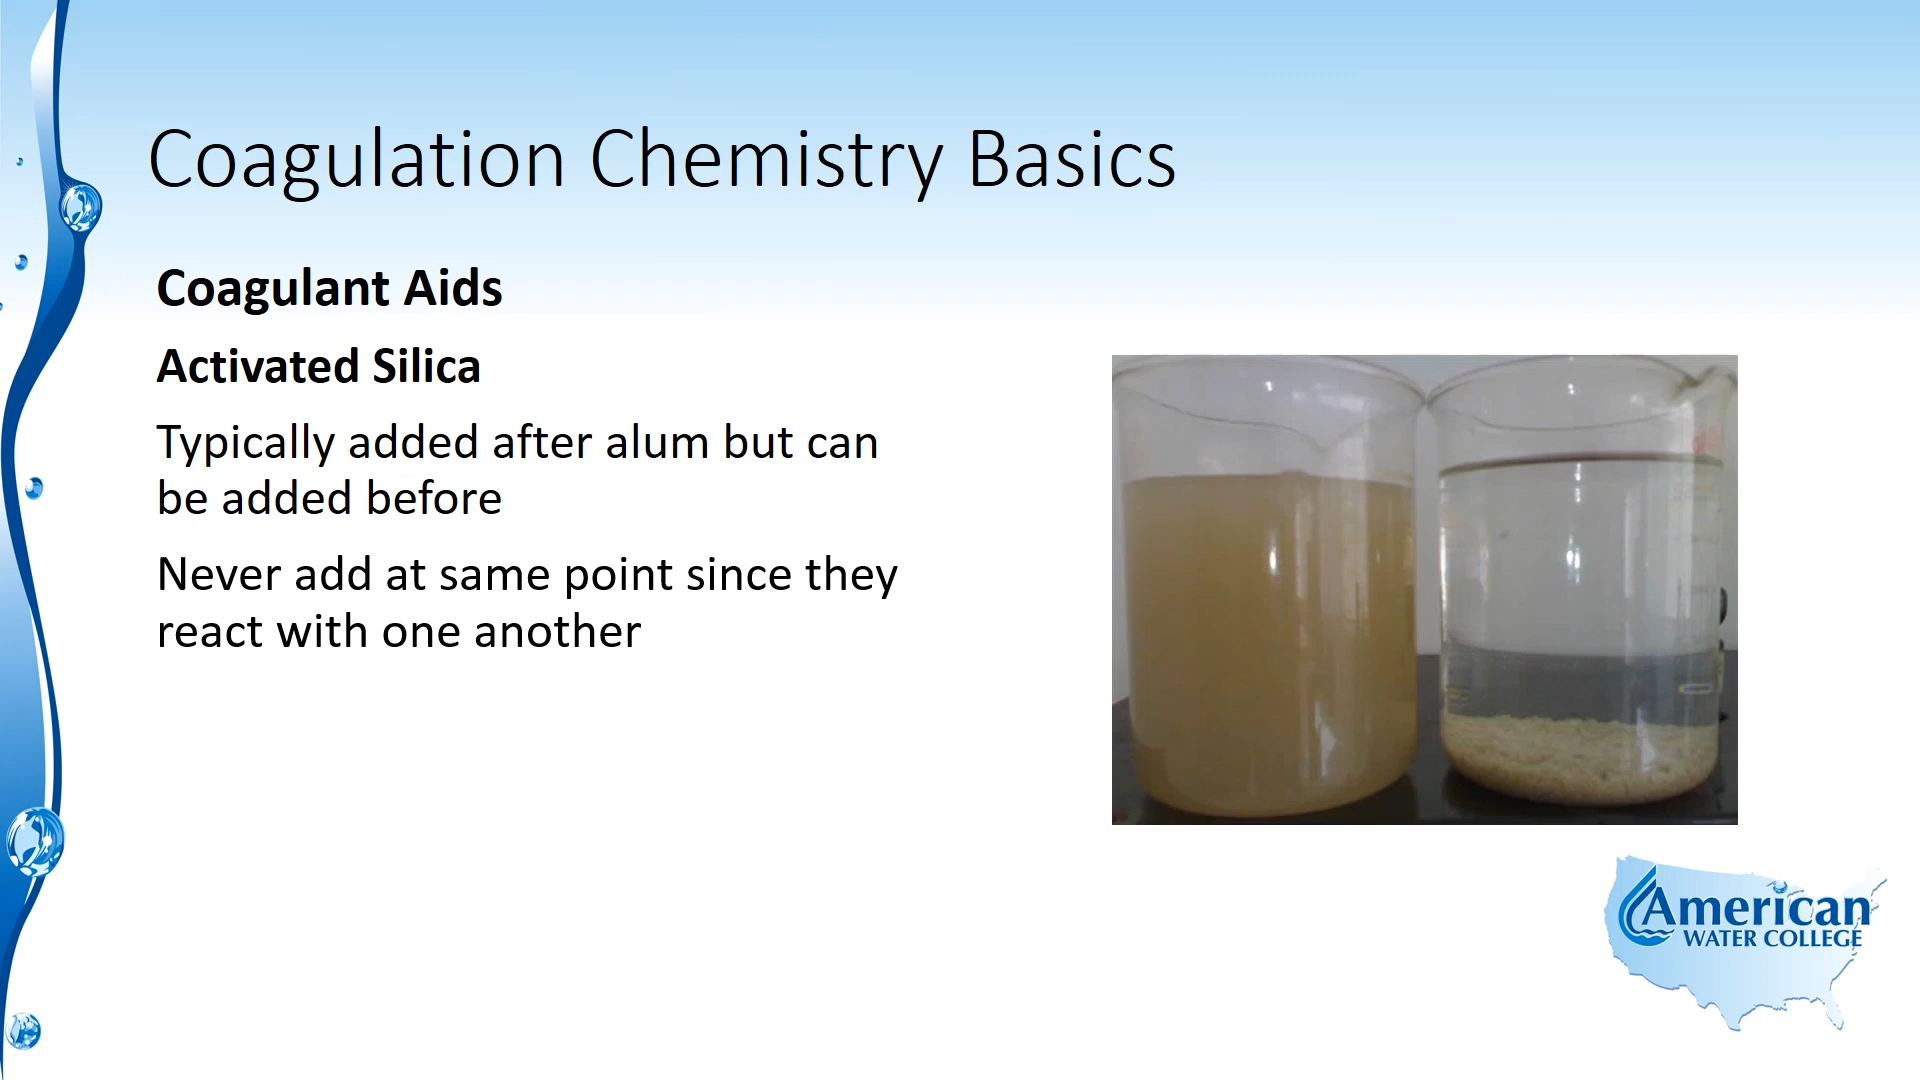 Coagulation Chemistry Basics
Coagulant Aids
Activated Silica
Typically added after alum but can
be added before
Never add at same point since they
react with one another
American
WATER COLLEGE